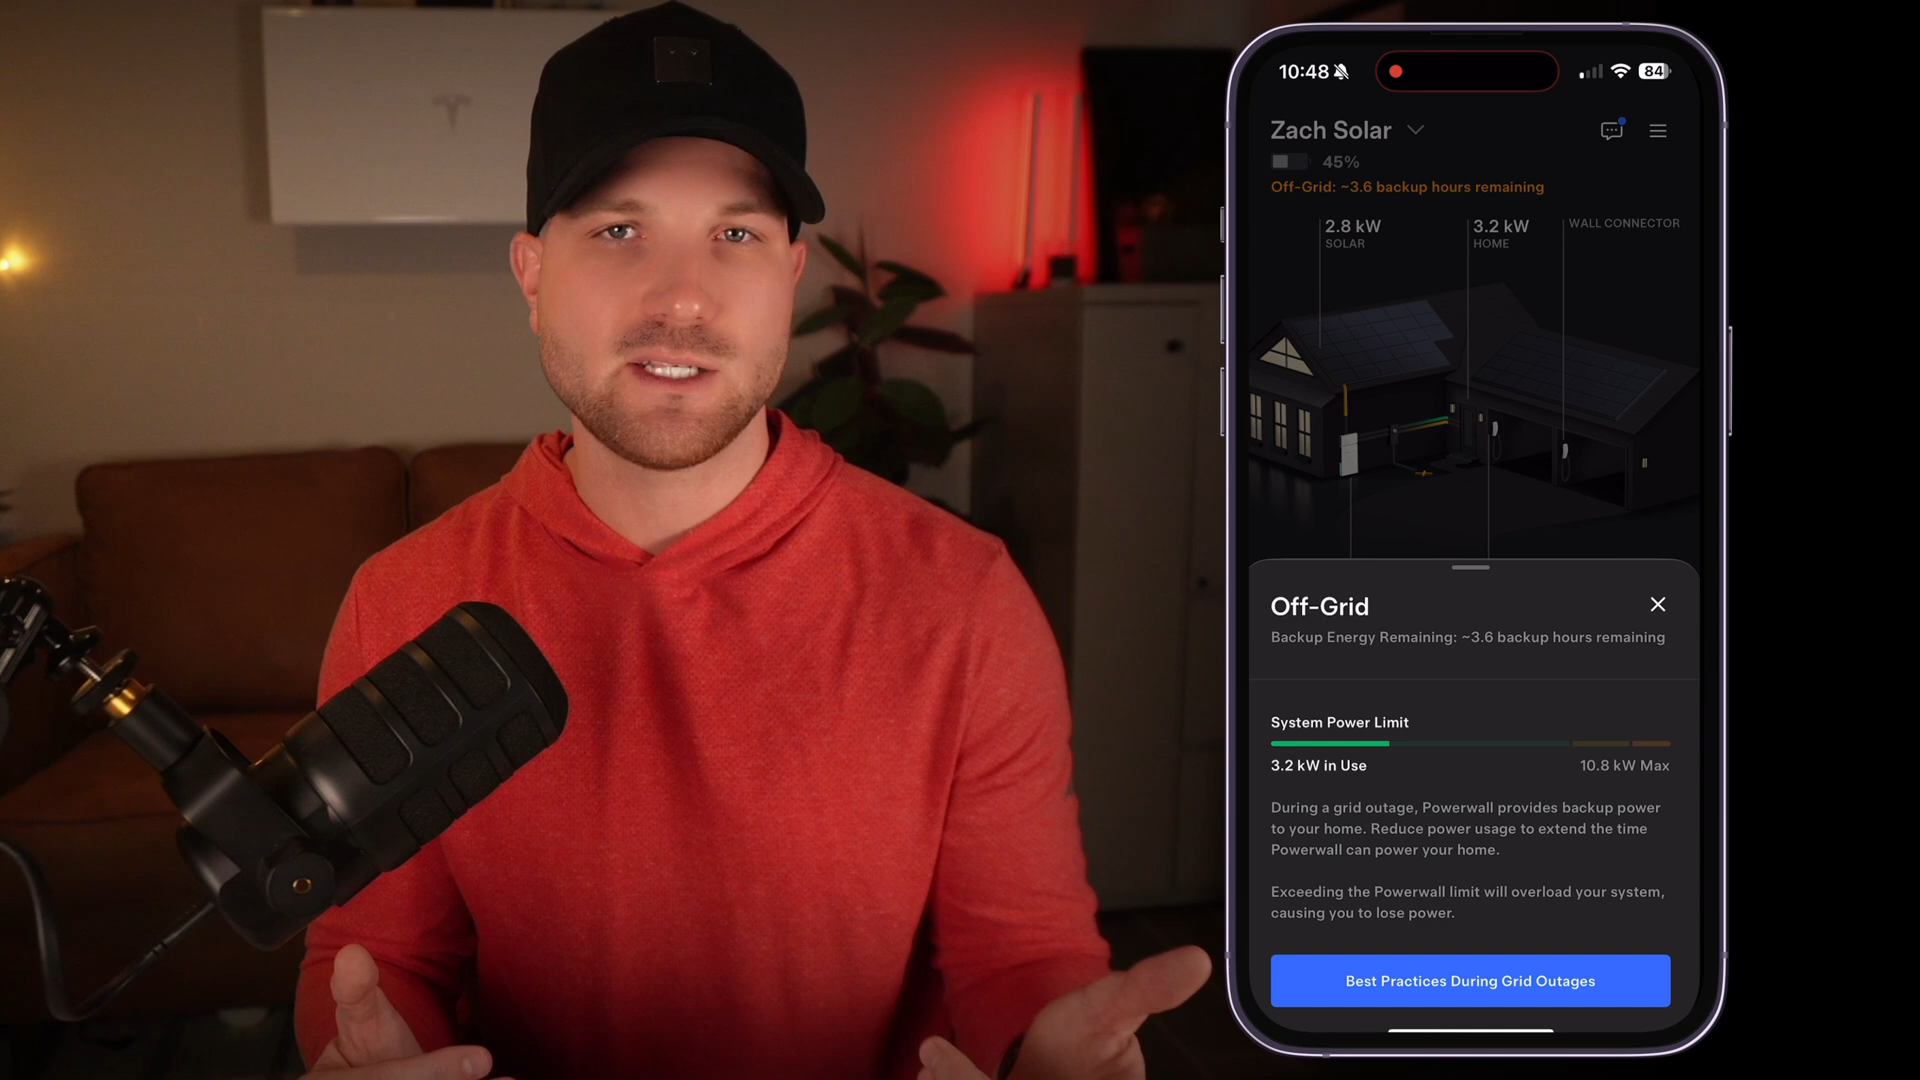 10:48
84
Zach Solar
45%
Off-Grid: ~3.6 backup hours remaining
2.8 kW
SOLAR
3.2 kW
HOME
WALL CONNECTOR
Off-Grid
Backup Energy Remaining: ~3.6 backup hours remaining
System Power Limit
3.2 kW in Use
10.8 kW Max
During a grid outage, Powerwall provides backup power
to your home. Reduce power usage to extend the time
Powerwall can power your home.
Exceeding the Powerwall limit will overload your system,
causing you to lose power.
Best Practices During Grid Outages